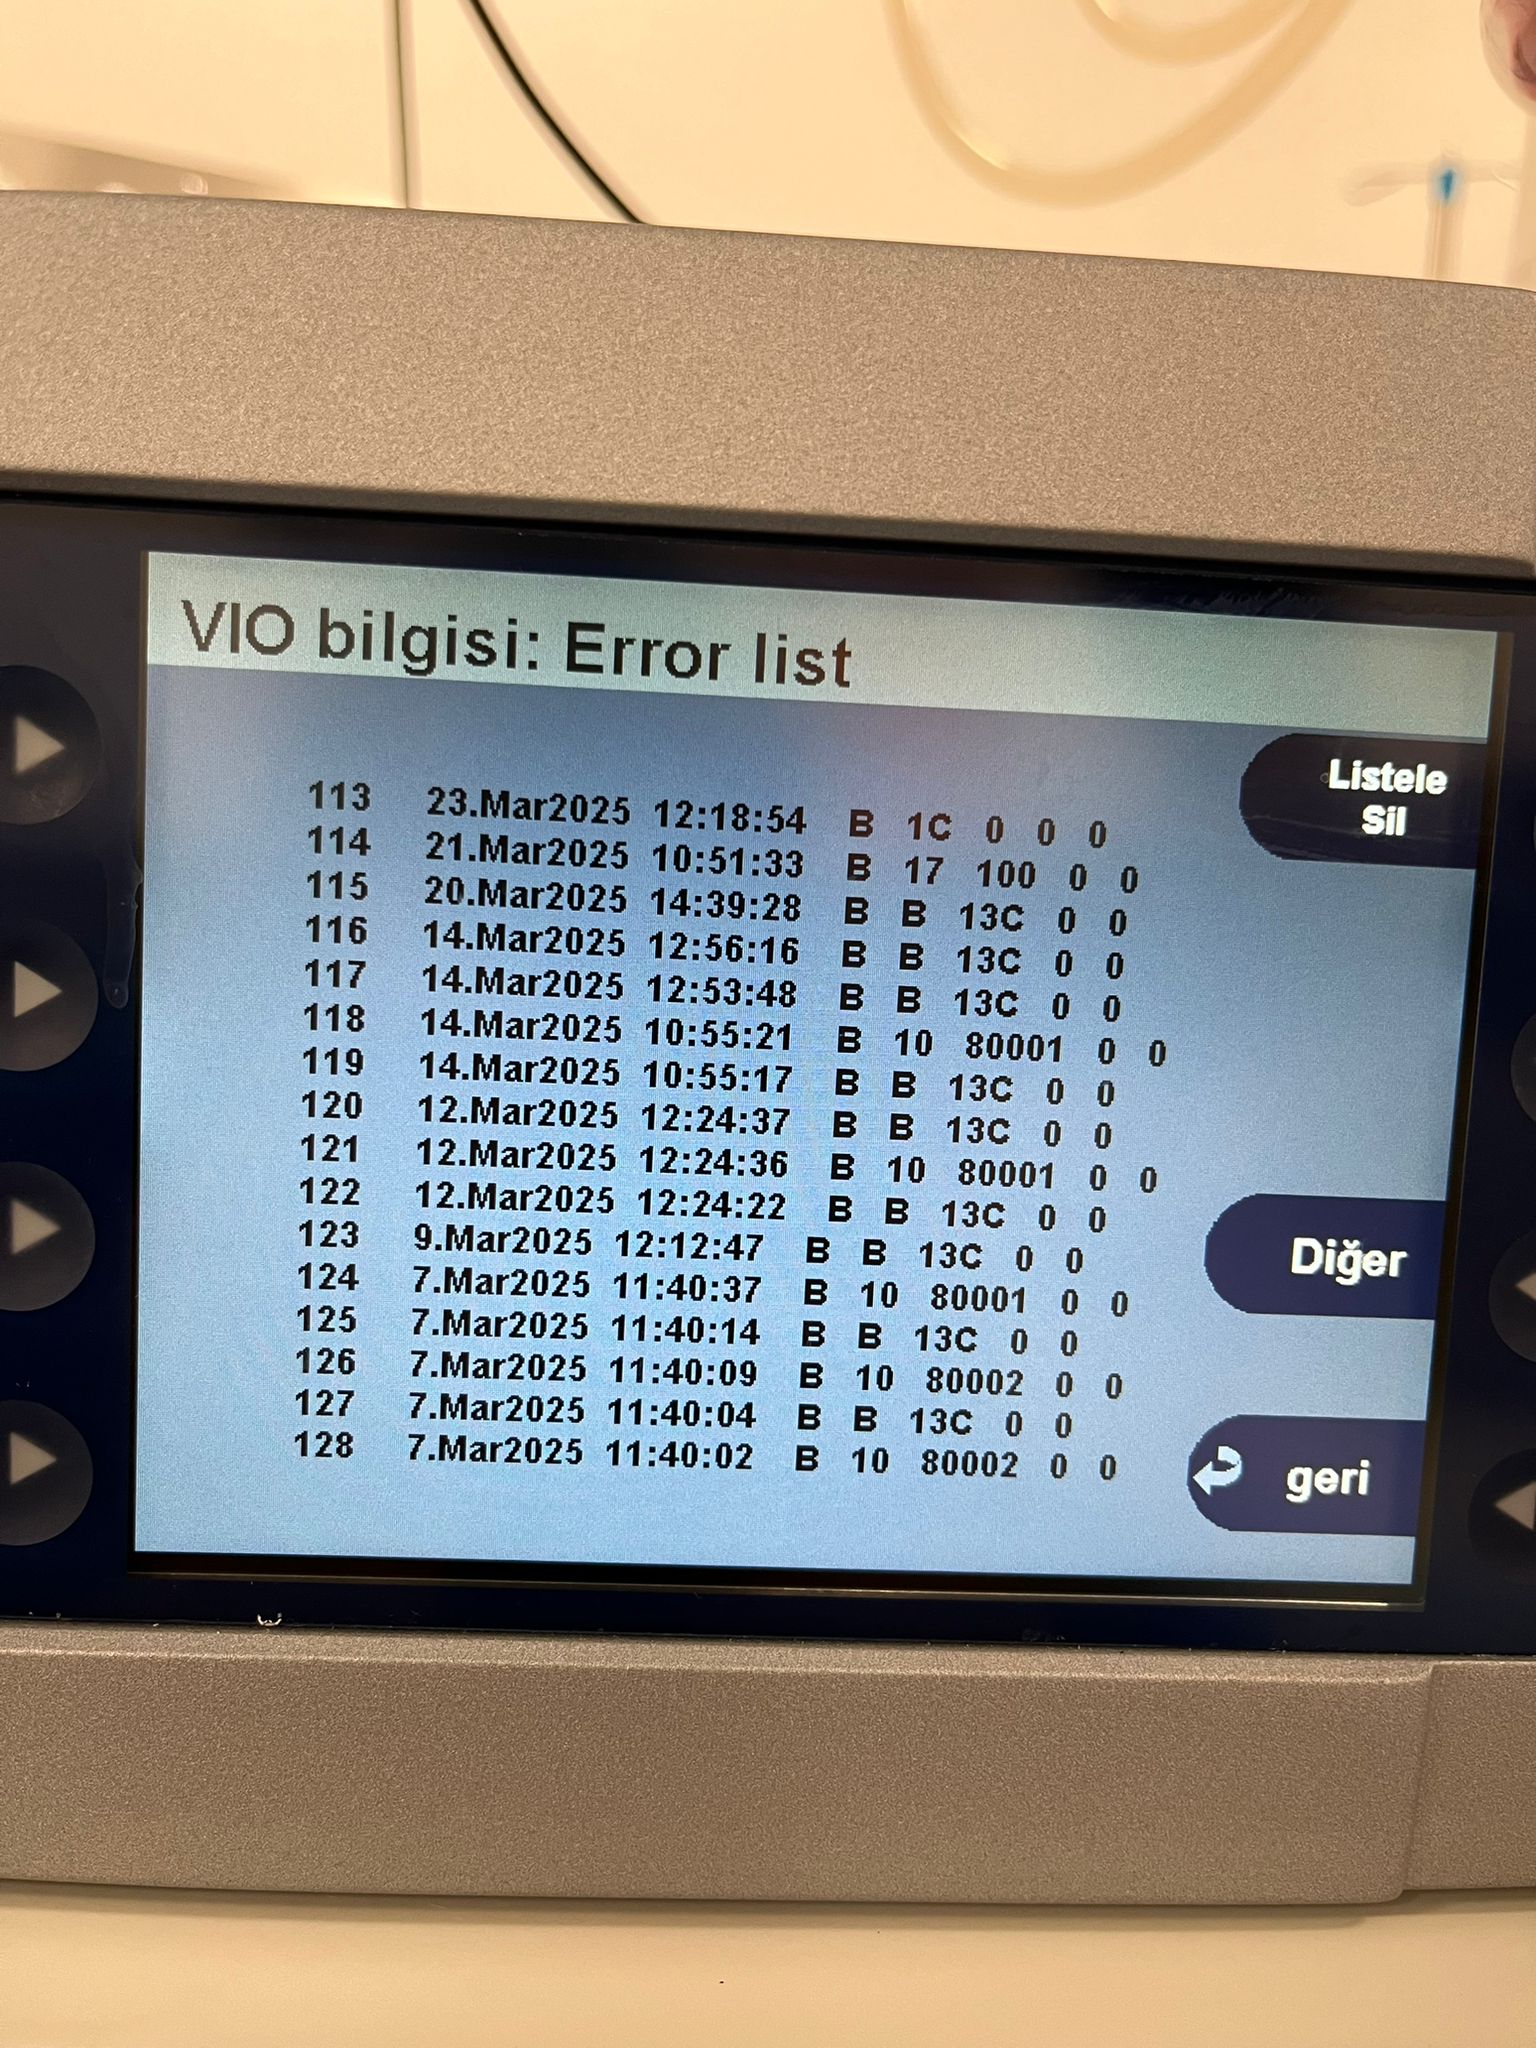 VIO bilgisi: Error list
Listele
Sil
113 23.Mar2025 12:18:54 B 1C 0 0 0
114 21.Mar2025 10:51:33 B 17 100 0 0
115 20.Mar2025 14:39:28 B B 13C 0 0
116 14.Mar2025 12:56:16 B B 13C 0 0
117 14.Mar2025 12:53:48 B B 13C 0 0
118 14.Mar2025 10:55:21 B 10 80001 0 0
119 14.Mar2025 10:55:17 B B 13C 0 0
120 12.Mar2025 12:24:37 B B 13C 0 0
121 12.Mar2025 12:24:36 B 10 80001 0 0
122 12.Mar2025 12:24:22 B B 13C 0 0
123 9.Mar2025 12:12:47 B B 13C 0 0
124 7.Mar2025 11:40:37 B 10 80001 0 0
125 7.Mar2025 11:40:14 B B 13C 0 0
126 7.Mar2025 11:40:09 B 10 80002 0 0
127 7.Mar2025 11:40:04 B B 13C 0 0
128 7.Mar2025 11:40:02 B 10 80002 0 0
Diğer
geri